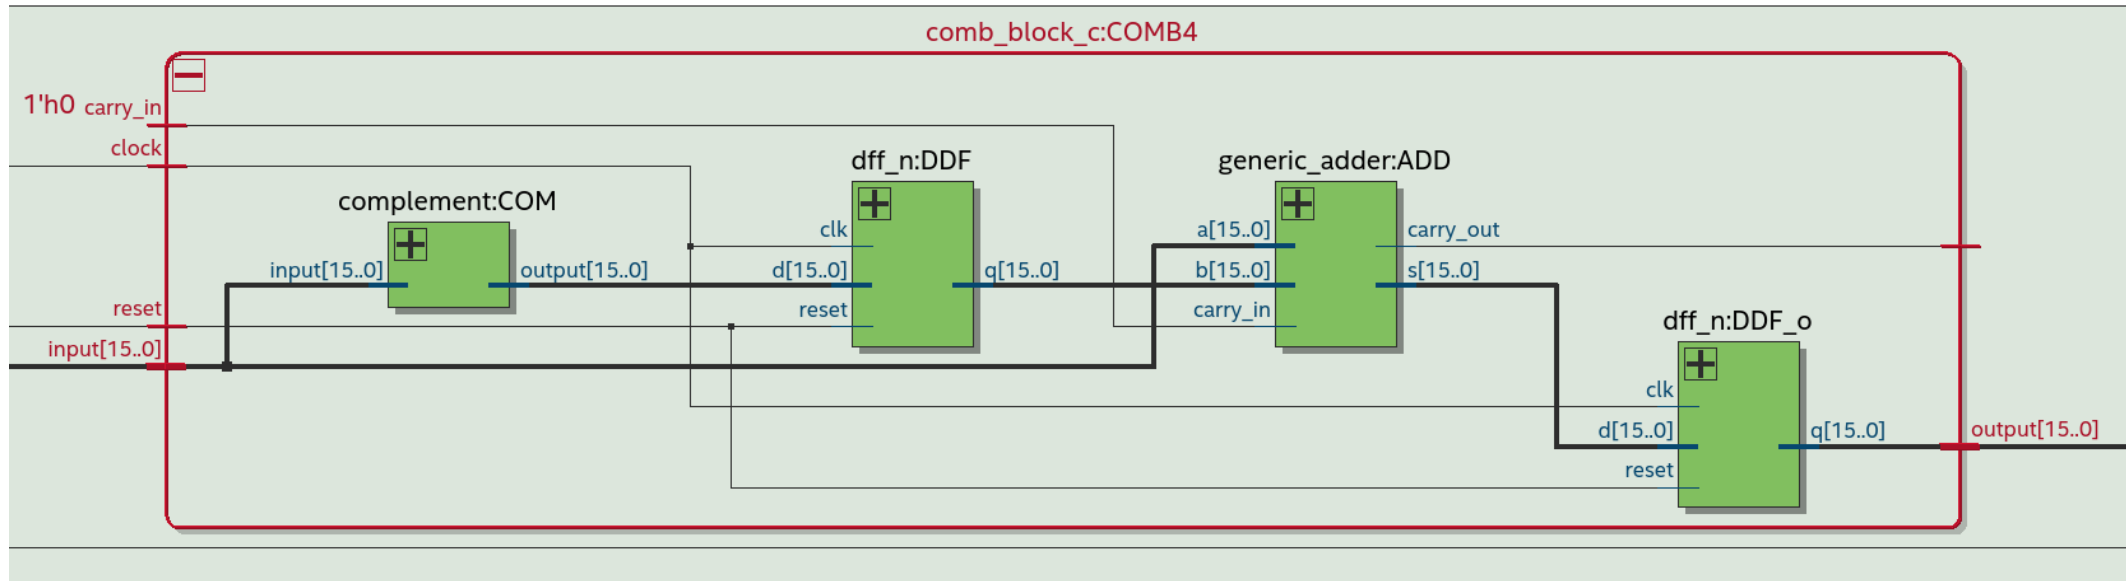 comb_block_c:COMB4
1'h0 carry_in
clock
reset
input[15..0]
complement:COM
input[15..0]
output[15..0]
dff_n:DDF
clk
d[15..0]
reset
q[15..0]
generic_adder:ADD
a[15..0]
b[15..0]
carry_in
carry_out
s[15..0]
dff_n:DDF_o
clk
d[15..0]
reset
q[15..0]
output[15..0]